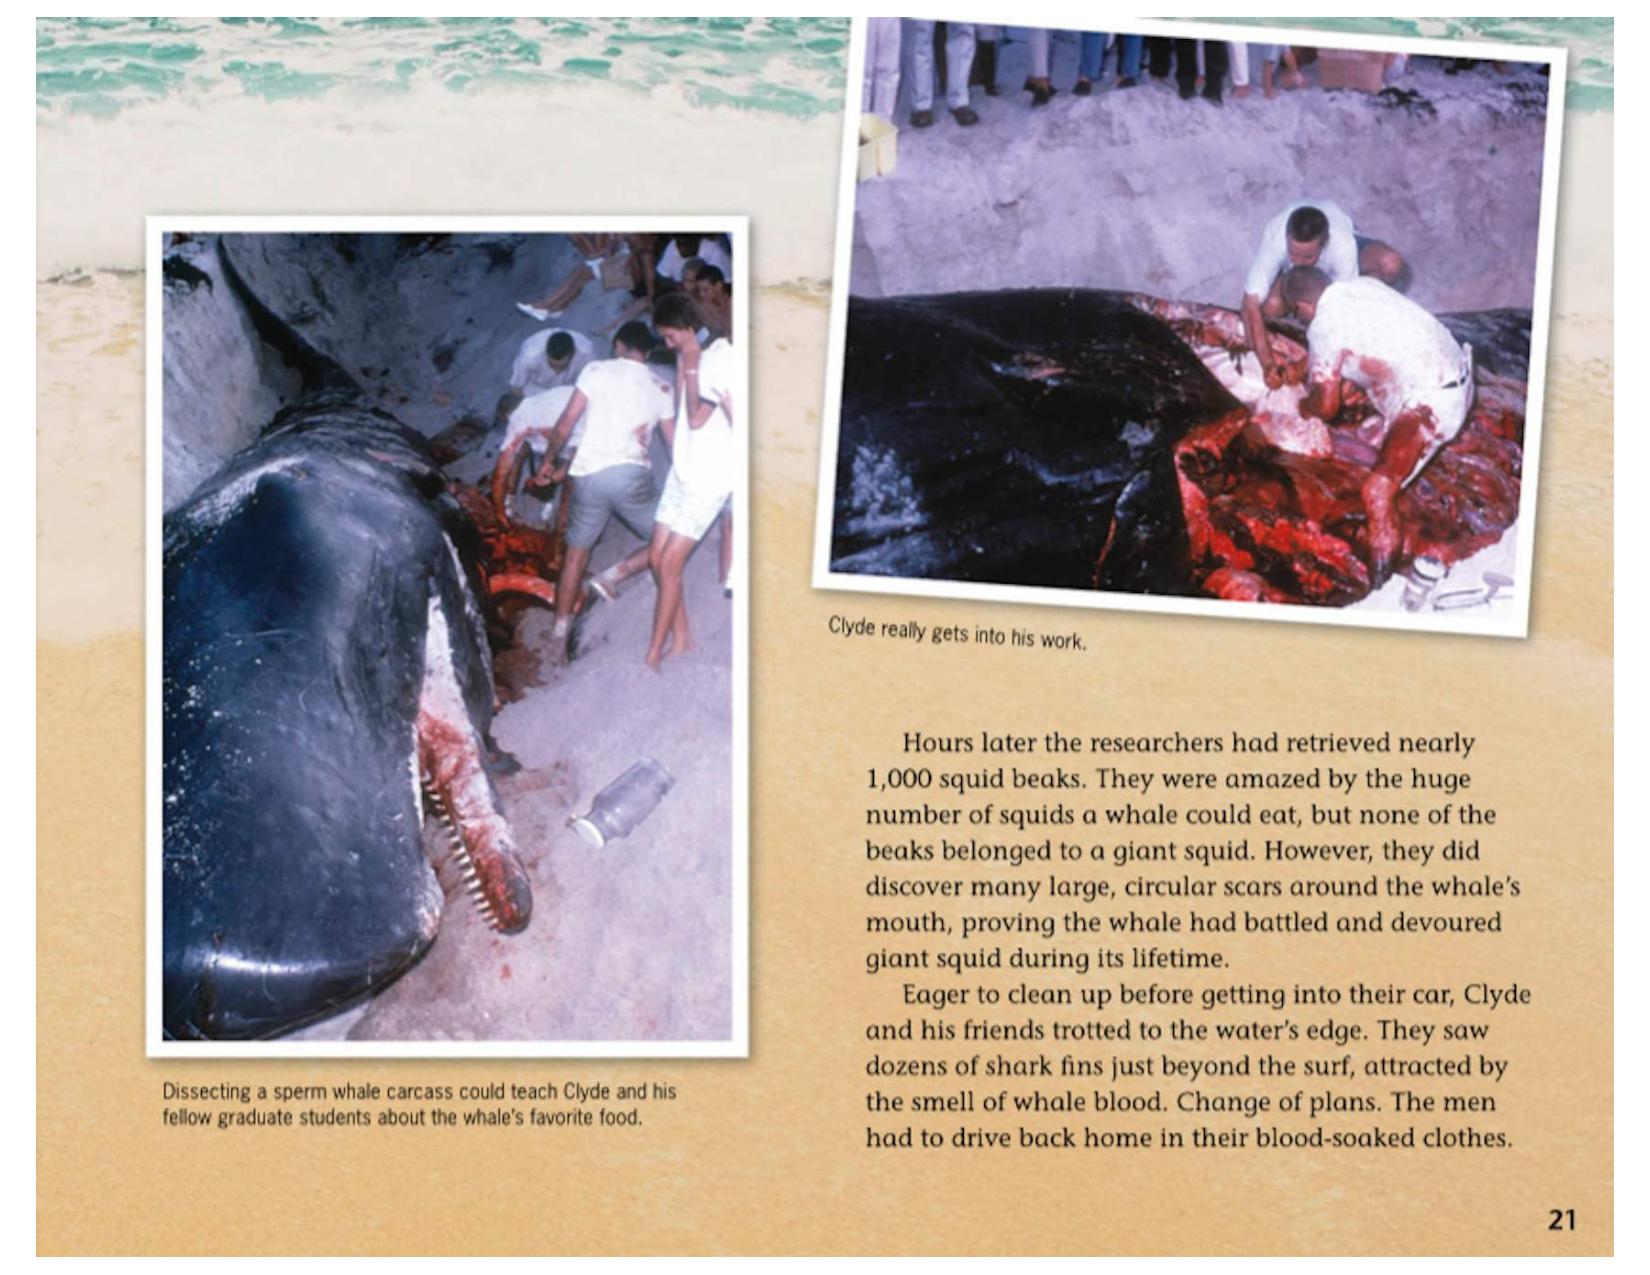 Clyde really gets into his work.
Dissecting a sperm whale carcass could teach Clyde and his
fellow graduate students about the whale's favorite food.
Hours later the researchers had retrieved nearly
1,000 squid beaks. They were amazed by the huge
number of squids a whale could eat, but none of the
beaks belonged to a giant squid. However, they did
discover many large, circular scars around the whale's
mouth, proving the whale had battled and devoured
giant squid during its lifetime.
Eager to clean up before getting into their car, Clyde
and his friends trotted to the water's edge. They saw
dozens of shark fins just beyond the surf, attracted by
the smell of whale blood. Change of plans. The men
had to drive back home in their blood-soaked clothes.
21